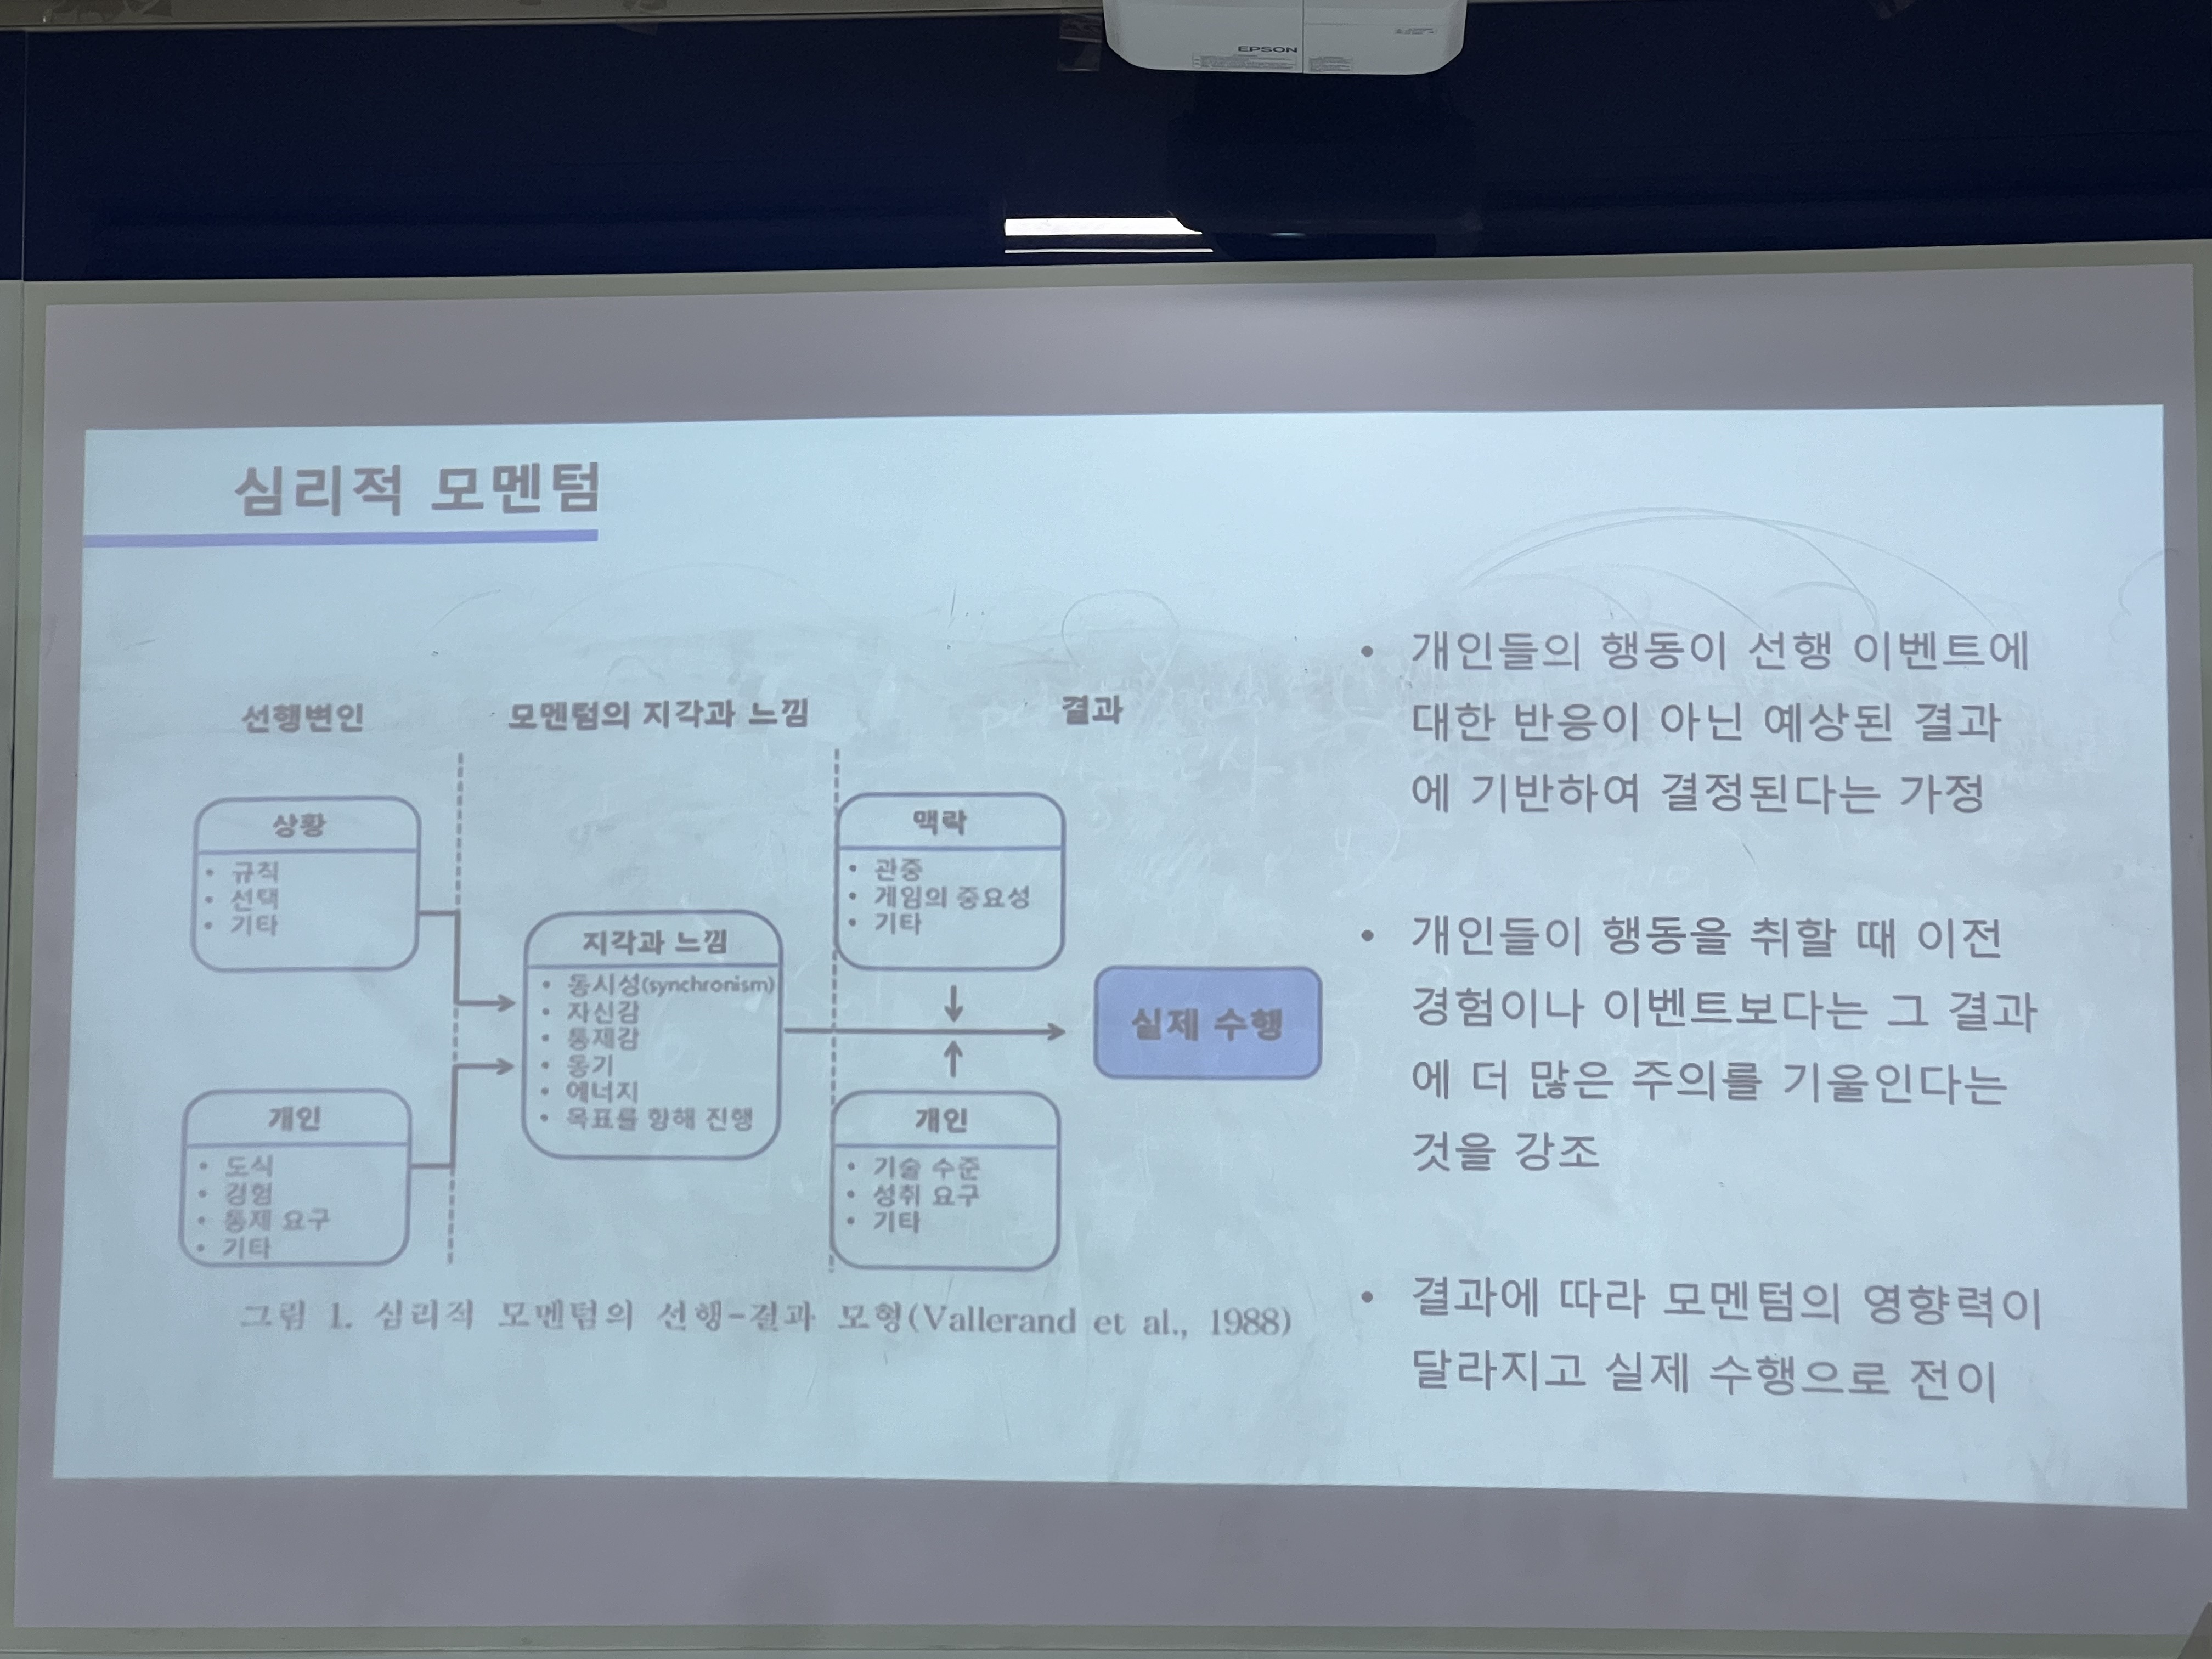 EPSON
심리적 모멘텀
선행변인
모멘텀의 지각과 느낌
결과
상황
• 규칙
• 선택
• 기타
개인
• 도식
• 경험
• 통제 요구
• 기타
지각과 느낌
• 동시성(synchronism)
• 자신감
• 통제감
• 동기
• 에너지
• 목표를 향해 진행
맥락
• 관중
• 게임의 중요성
• 기타
개인
• 기술 수준
• 성취 요구
• 기타
실제 수행
그림 1. 심리적 모멘텀의 선행-결과 모형(Vallerand et al., 1988)
• 개인들의 행동이 선행 이벤트에
대한 반응이 아닌 예상된 결과
에 기반하여 결정된다는 가정
• 개인들이 행동을 취할 때 이전
경험이나 이벤트보다는 그 결과
에 더 많은 주의를 기울인다는
것을 강조
• 결과에 따라 모멘텀의 영향력이
달라지고 실제 수행으로 전이